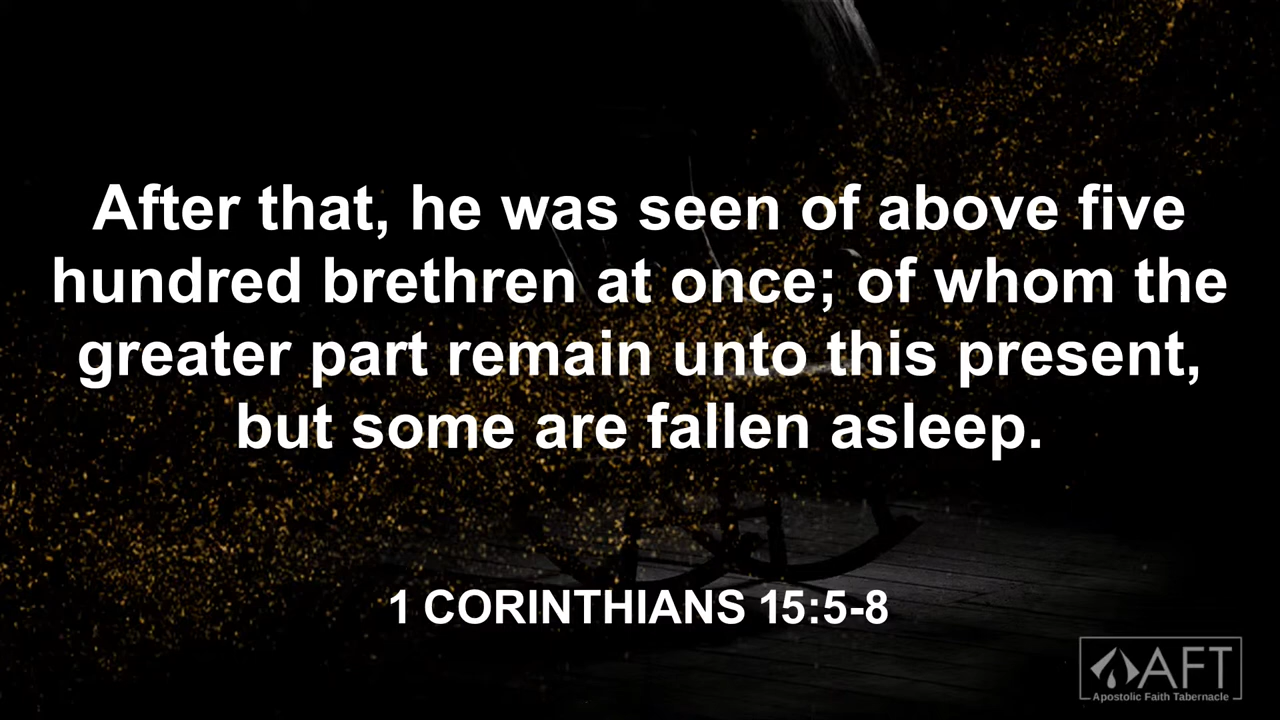 After that, he was seen of above five
hundred brethren at once; of whom the
greater part remain unto this present,
but some are fallen asleep.
1 CORINTHIANS 15:5-8
AFT
Apostolic Faith Tabernacle